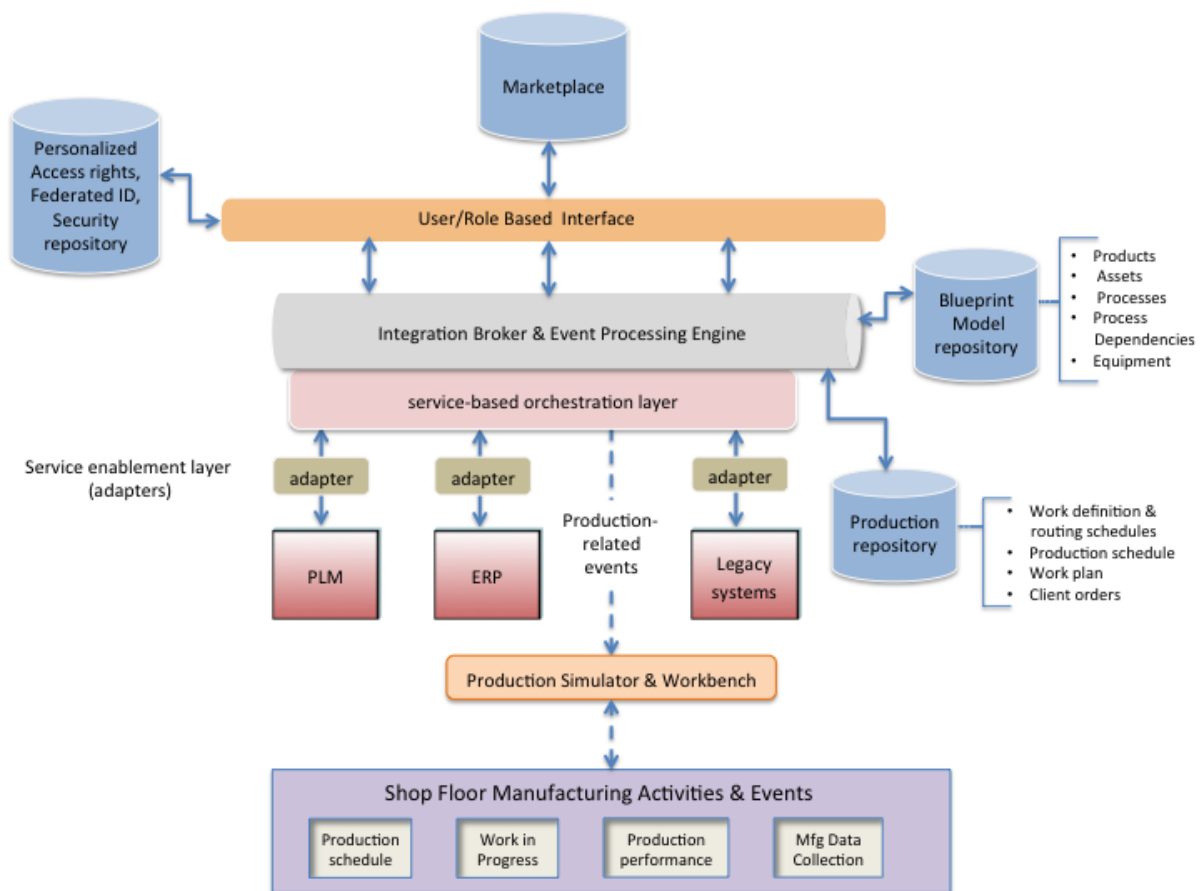 Marketplace
Personalized
Access rights,
Federated ID,
Security
repository
User/Role Based Interface
• Products
• Assets
• Processes
• Process
Dependencies
• Equipment
Blueprint
Model
repository
Integration Broker & Event Processing Engine
service-based orchestration layer
Service enablement layer
(adapters)
adapter
adapter
adapter
Production-
related
events
PLM
ERP
Legacy
systems
Production
repository
• Work definition &
routing schedules
• Production schedule
• Work plan
• Client orders
Production Simulator & Workbench
Shop Floor Manufacturing Activities & Events
Production
schedule
Work in
Progress
Production
performance
Mfg Data
Collection